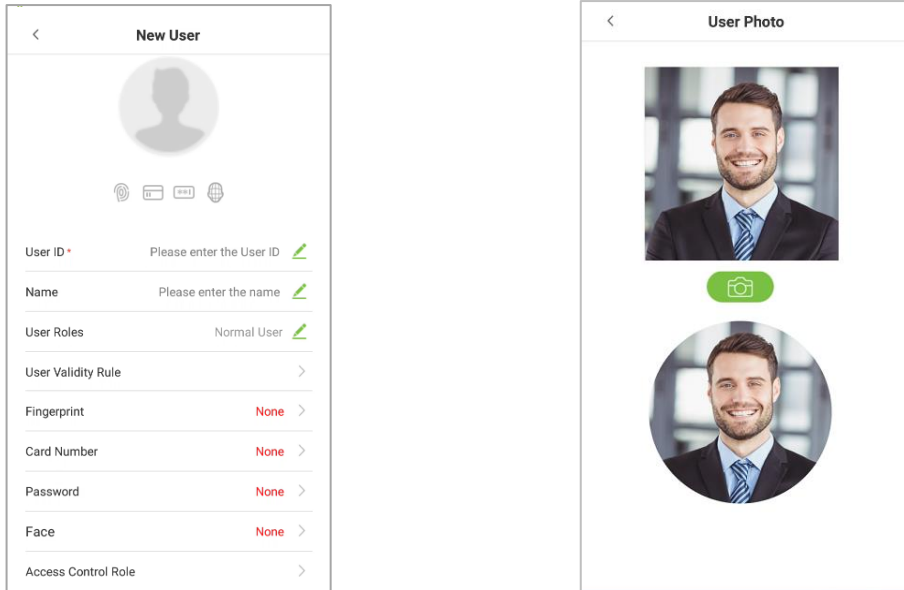 New User
User ID * Please enter the User ID
Name Please enter the name
User Roles Normal User
User Validity Rule
Fingerprint None
Card Number None
Password None
Face None
Access Control Role
User Photo